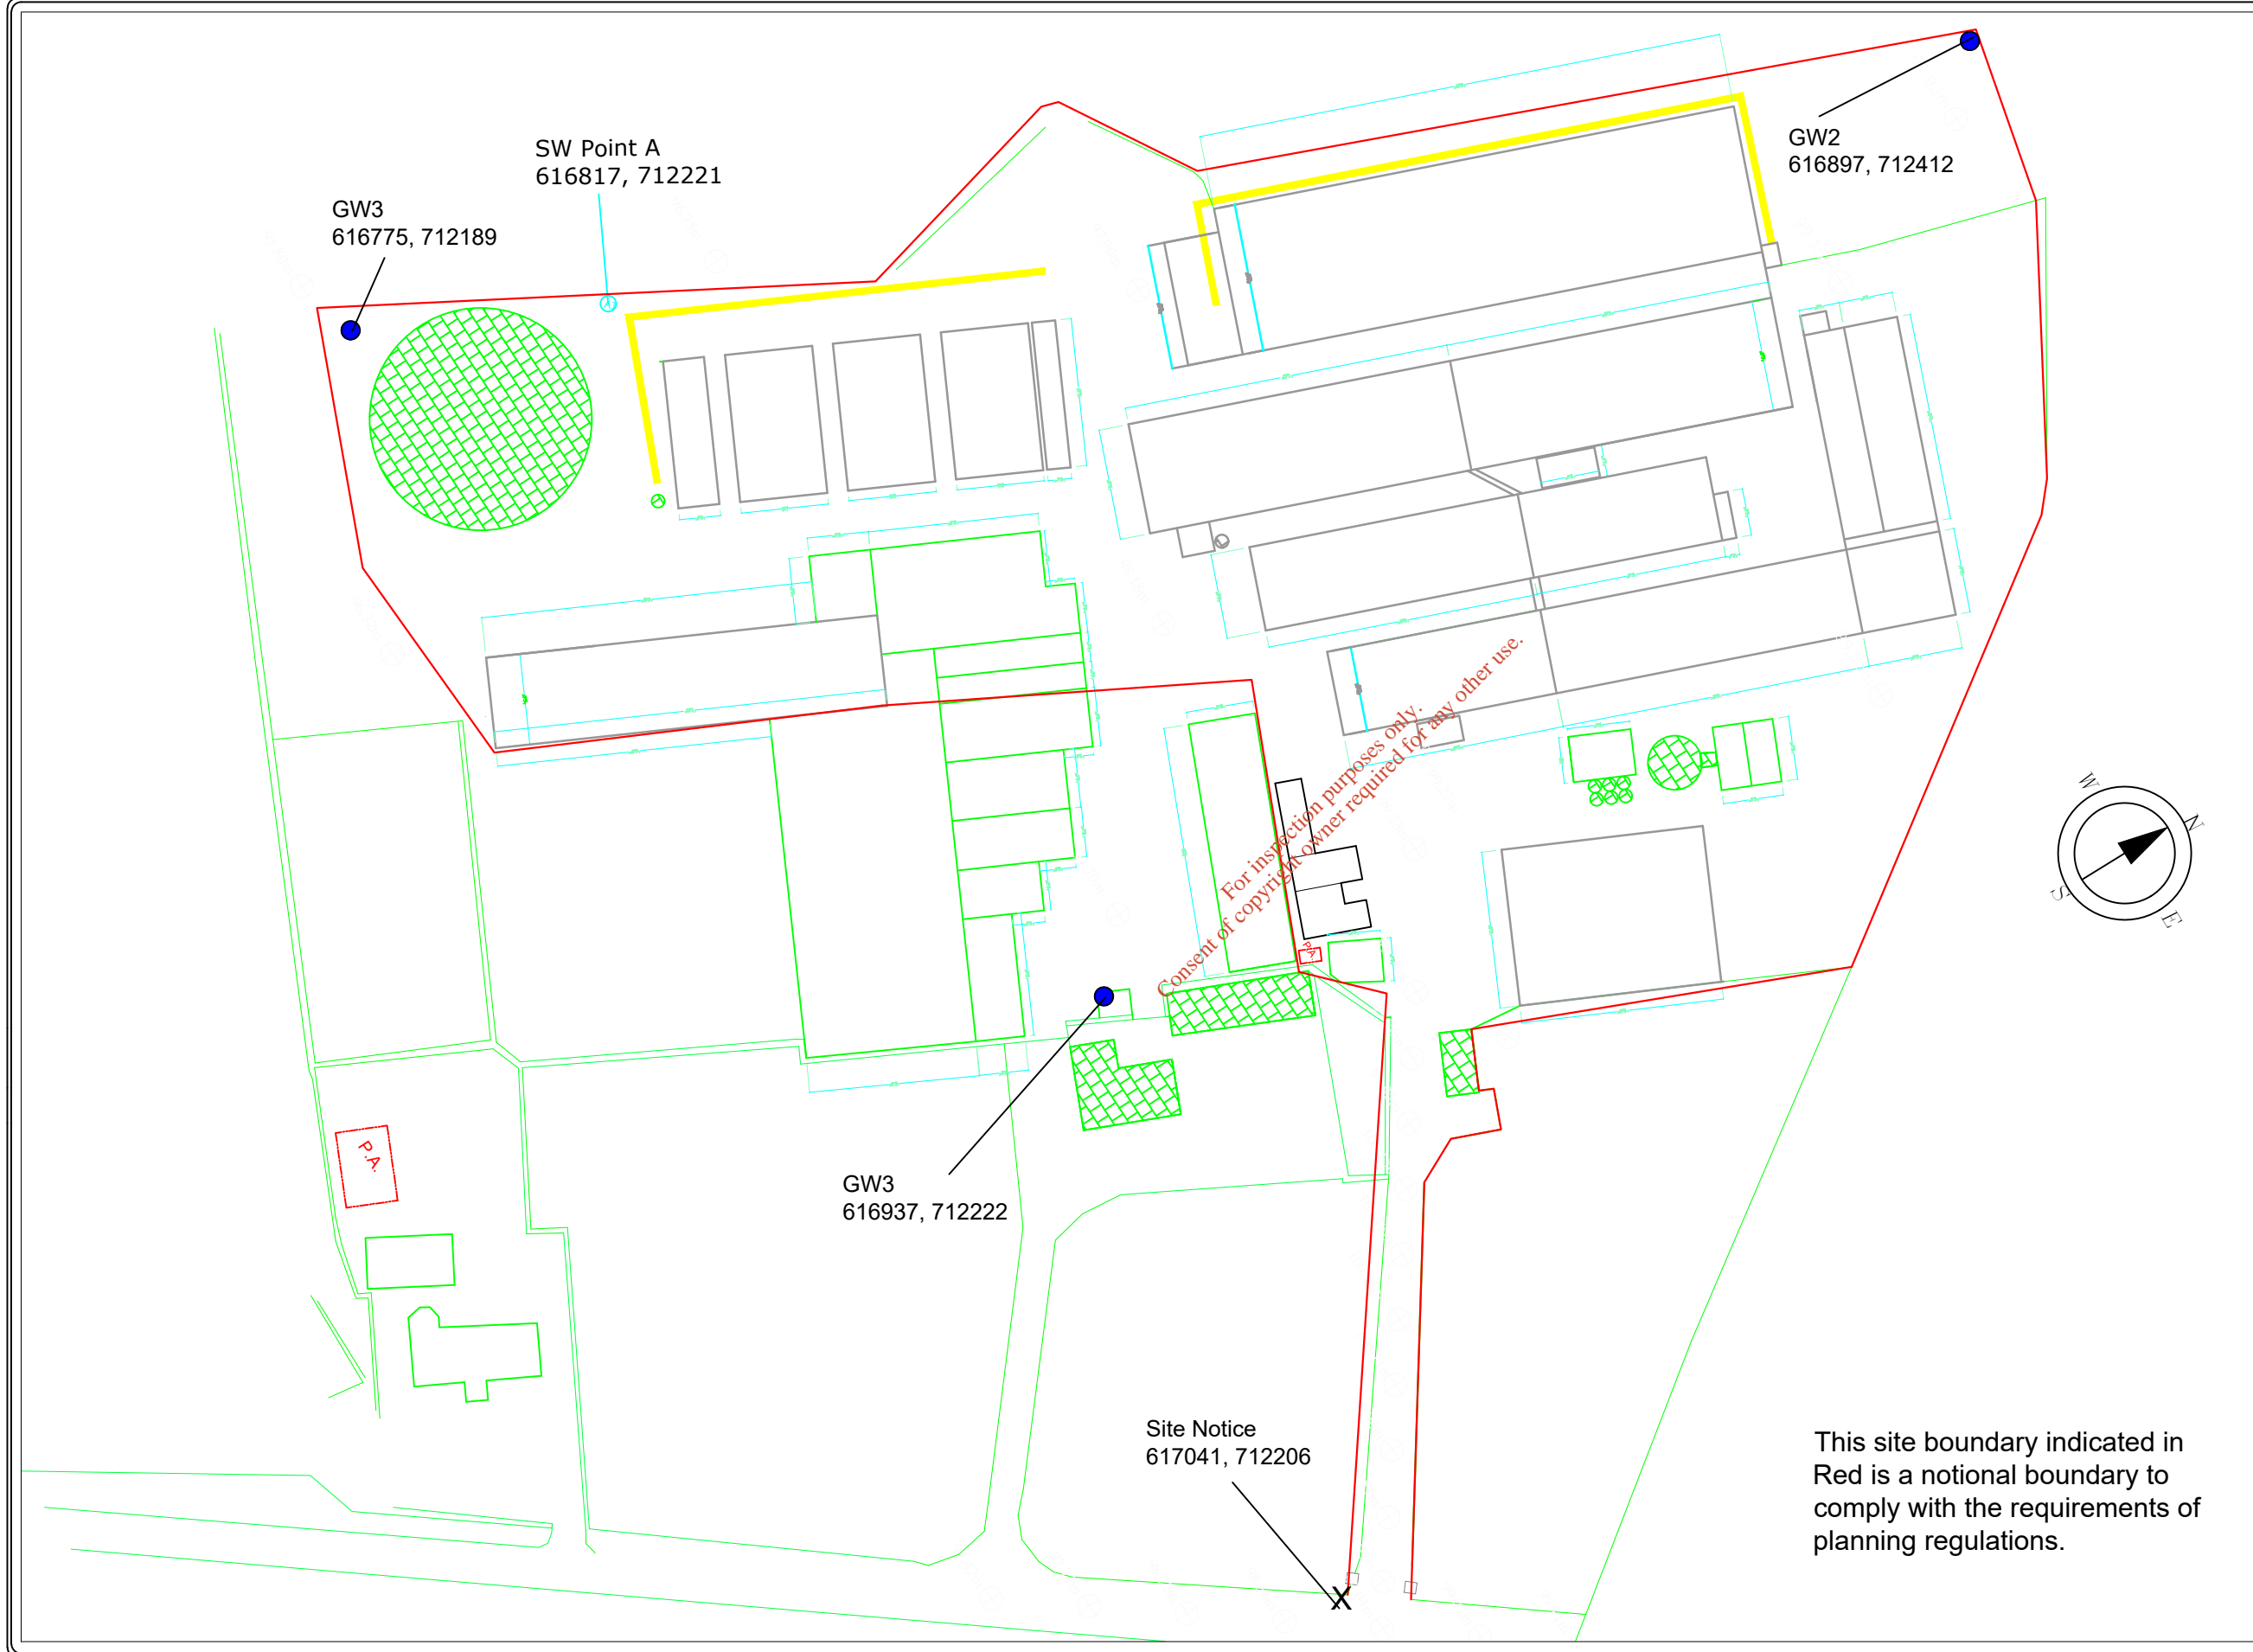 SW Point A
616817, 712221
GW2
616897, 712412
GW3
616775, 712189
For inspection purposes only.
Consent of copyright owner required for any other use.
W
N
S
E
P.A.
P.A.
GW3
616937, 712222
Site Notice
617041, 712206
X
This site boundary indicated in
Red is a notional boundary to
comply with the requirements of
planning regulations.